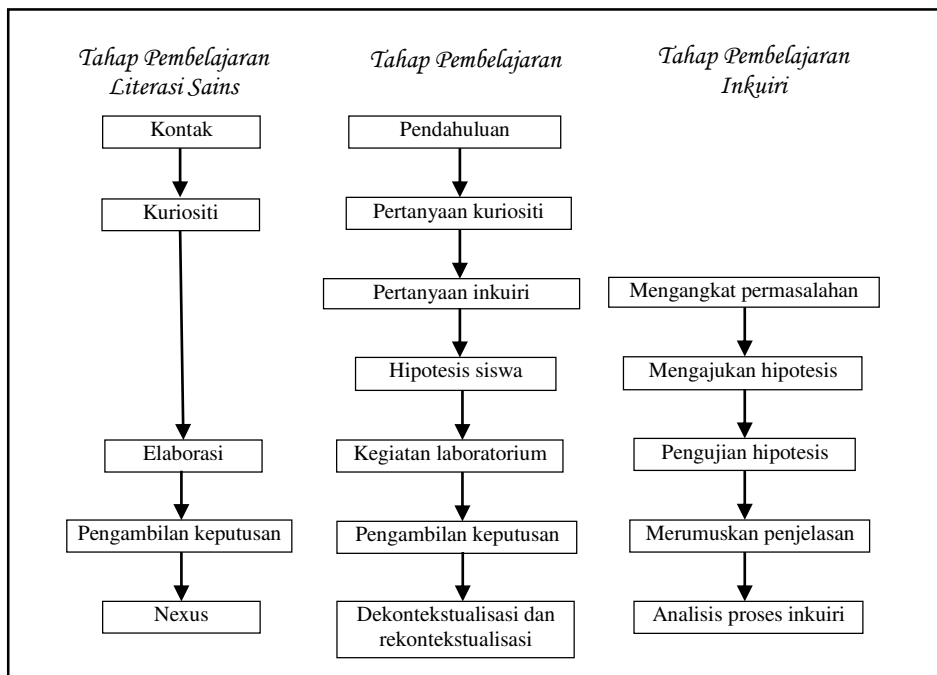 Tahap Pembelajaran
Literasi Sains
Kontak
Kuriositi
Elaborasi
Pengambilan keputusan
Nexus
Tahap Pembelajaran
Pendahuluan
Pertanyaan kuriositi
Pertanyaan inkuiri
Hipotesis siswa
Kegiatan laboratorium
Pengambilan keputusan
Dekontekstualisasi dan
rekontekstualisasi
Tahap Pembelajaran
Inkuiri
Mengangkat permasalahan
Mengajukan hipotesis
Pengujian hipotesis
Merumuskan penjelasan
Analisis proses inkuiri